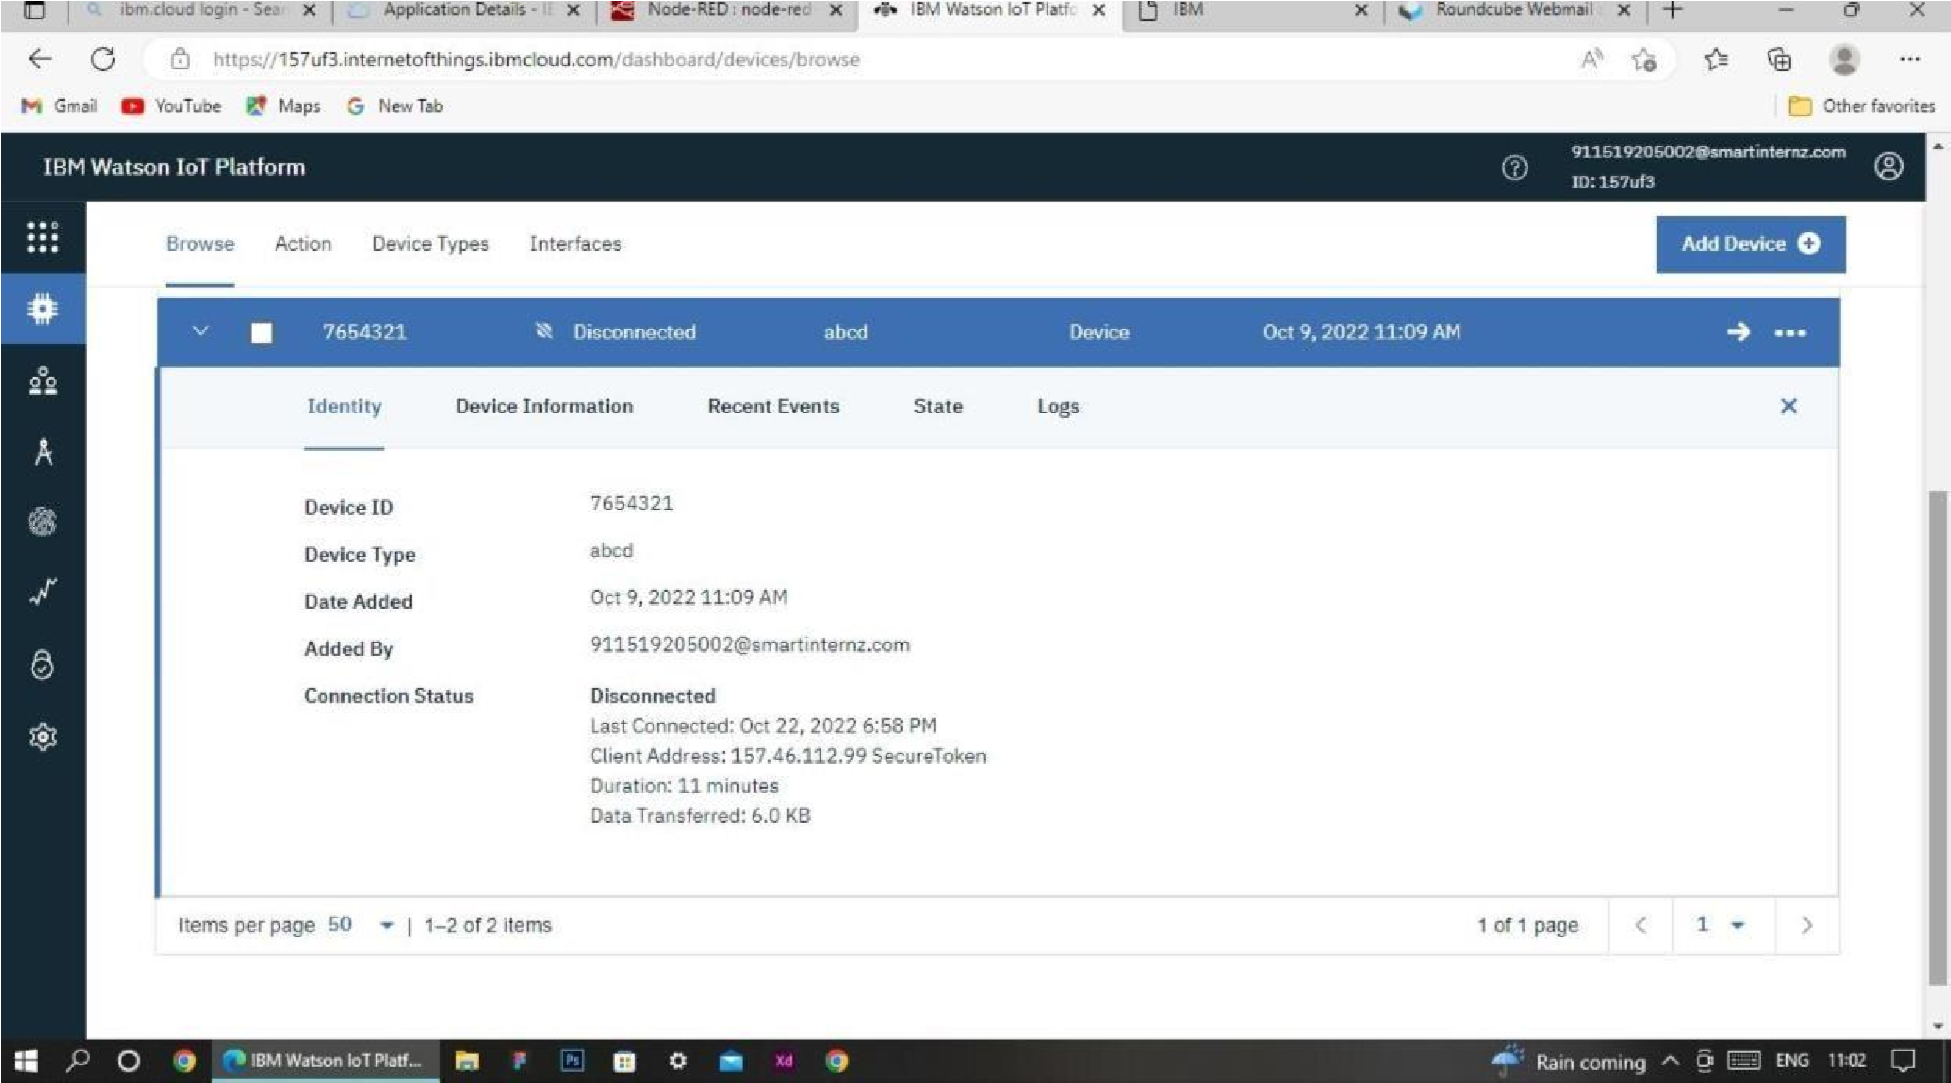 ibm.cloud login - Sear
Application Details - IE
Node-RED : node-red
IBM Watson IoT Platfo
IBM
Roundcube Webmail
https://157uf3.internetofthings.ibmcloud.com/dashboard/devices/browse
Gmail YouTube Maps New Tab Other favorites
IBM Watson IoT Platform
911519205002@smartinternz.com
ID: 157uf3
Browse Action Device Types Interfaces Add Device
7654321 Disconnected abcd Device Oct 9, 2022 11:09 AM
Identity Device Information Recent Events State Logs
Device ID 7654321
Device Type abcd
Date Added Oct 9, 2022 11:09 AM
Added By 911519205002@smartinternz.com
Connection Status Disconnected
Last Connected: Oct 22, 2022 6:58 PM
Client Address: 157.46.112.99 SecureToken
Duration: 11 minutes
Data Transferred: 6.0 KB
Items per page 50 | 1–2 of 2 items 1 of 1 page 1
IBM Watson IoT Platf... Ps Xd Rain coming ENG 11:02